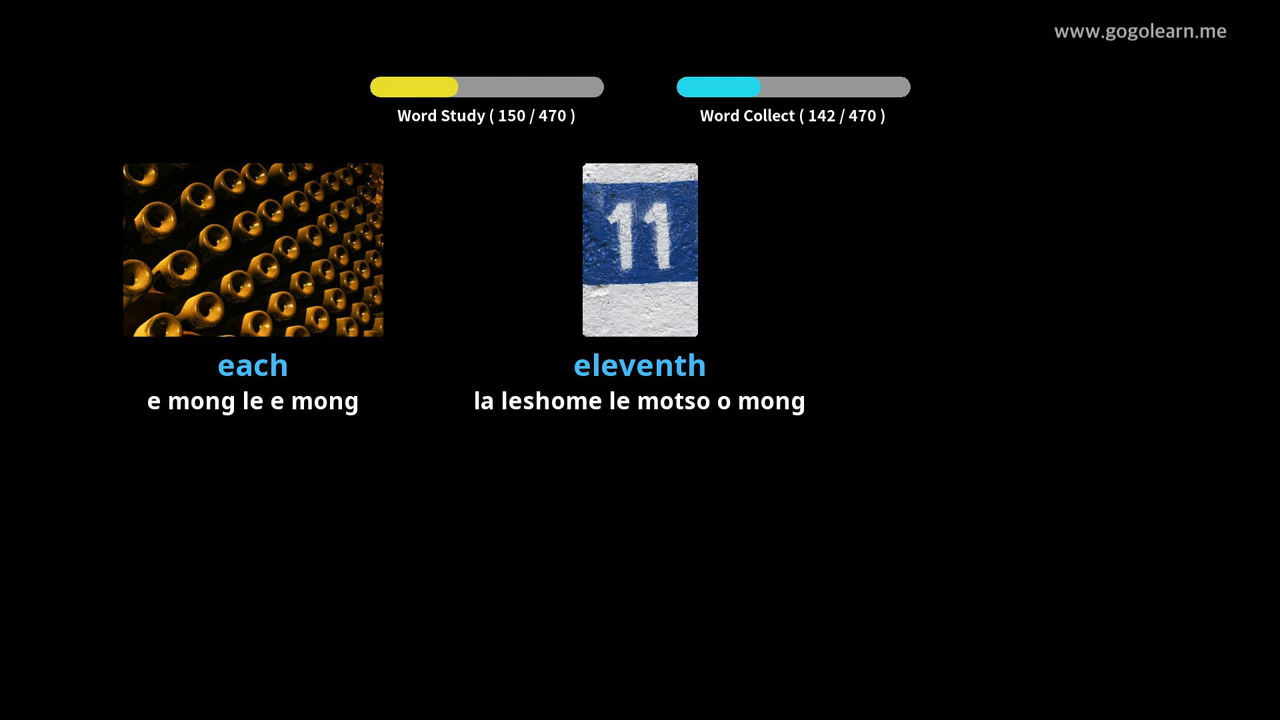 www.gogolearn.me
Word Study ( 150 / 470 )
Word Collect ( 142 / 470 )
11
each
e mong le e mong
eleventh
la leshome le motso o mong